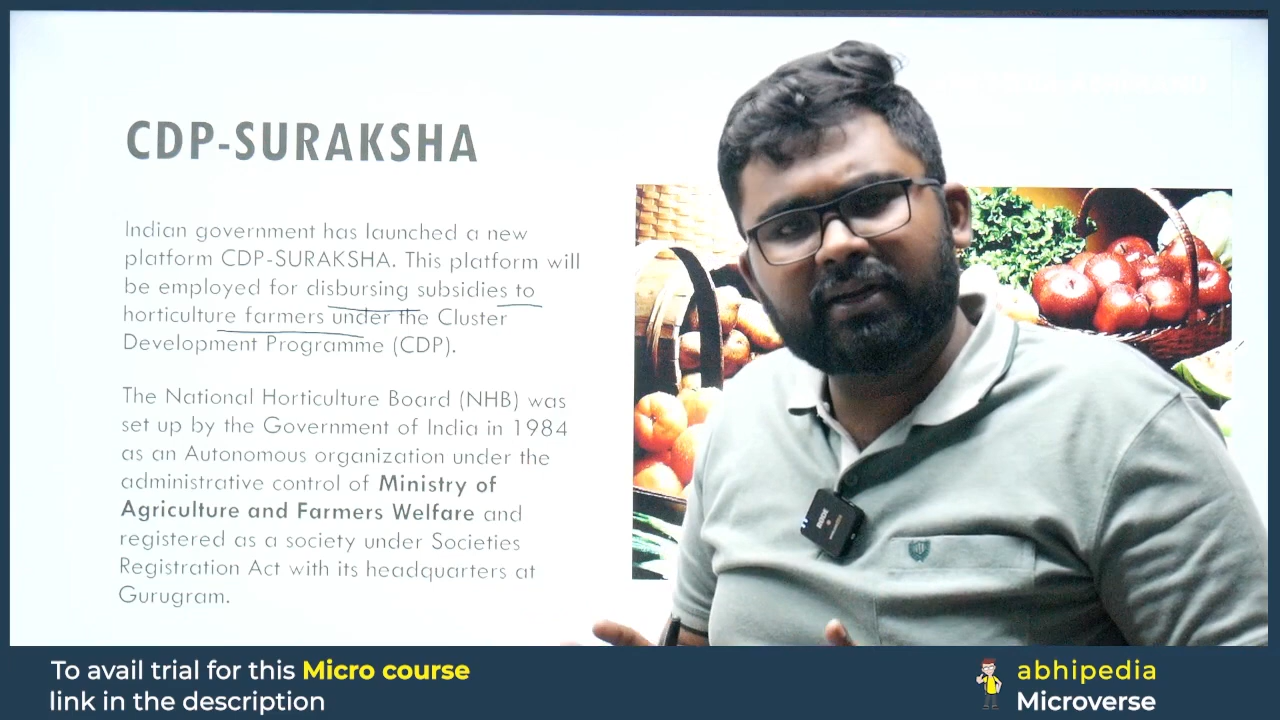 CDP-SURAKSHA
Indian government has launched a new
platform CDP-SURAKSHA. This platform will
be employed for disbursing subsidies to
horticulture farmers under the Cluster
Development Programme (CDP).
The National Horticulture Board (NHB) was
set up by the Government of India in 1984
as an Autonomous organization under the
administrative control of Ministry of
Agriculture and Farmers Welfare and
registered as a society under Societies
Registration Act with its headquarters at
Gurugram.
To avail trial for this Micro course
link in the description
abhipedia
Microverse